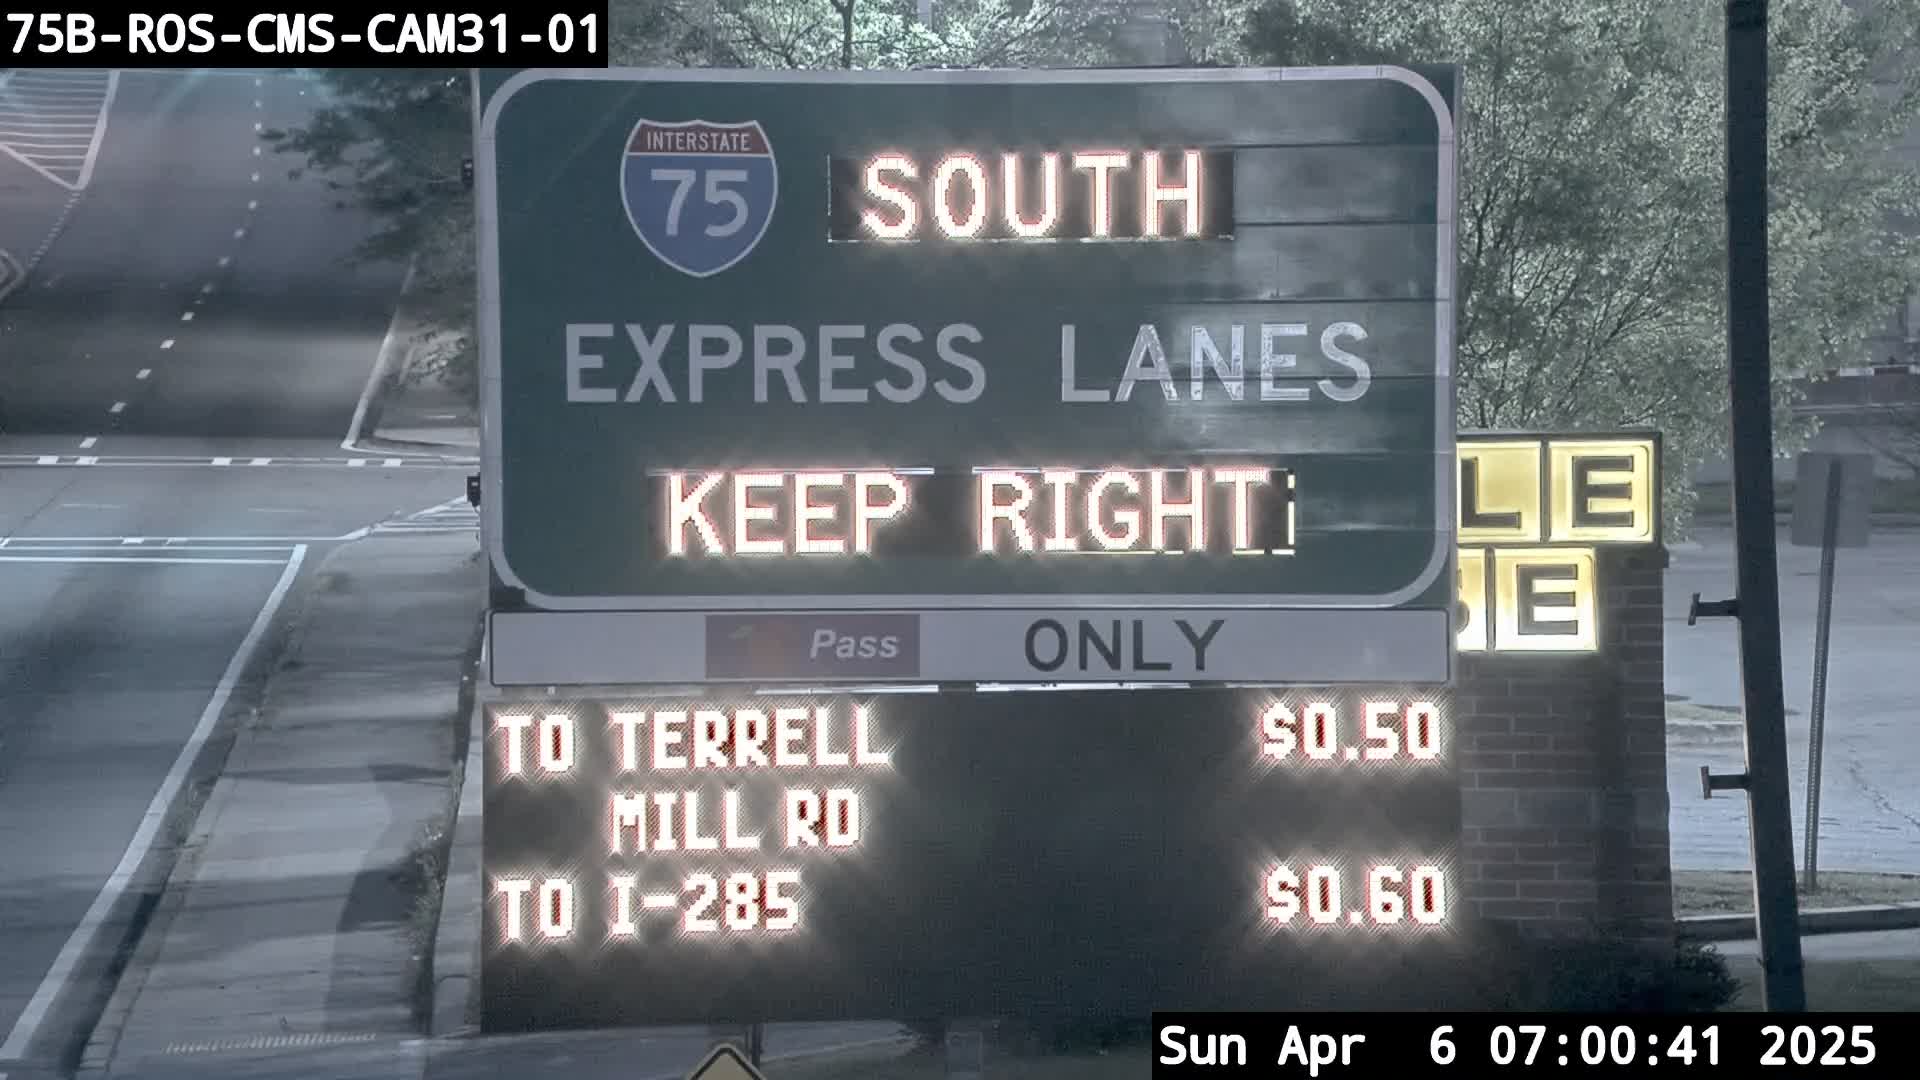 75B-ROS-CMS-CAM31-01
INTERSTATE
75
SOUTH
EXPRESS LANES
KEEP RIGHT
Pass ONLY
TO TERRELL $0.50
MILL RD
TO I-285 $0.60
LE
E
Sun Apr 6 07:00:41 2025